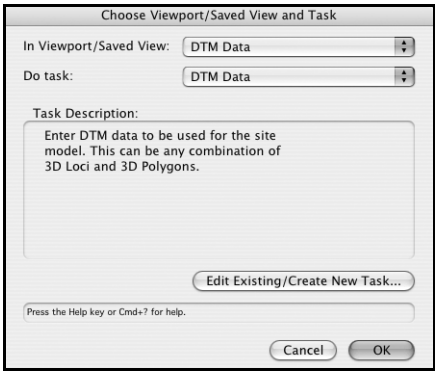 Choose Viewport/Saved View and Task
In Viewport/Saved View: DTM Data
Do task: DTM Data
Task Description:
Enter DTM data to be used for the site
model. This can be any combination of
3D Loci and 3D Polygons.
Edit Existing/Create New Task...
Press the Help key or Cmd+? for help.
Cancel OK